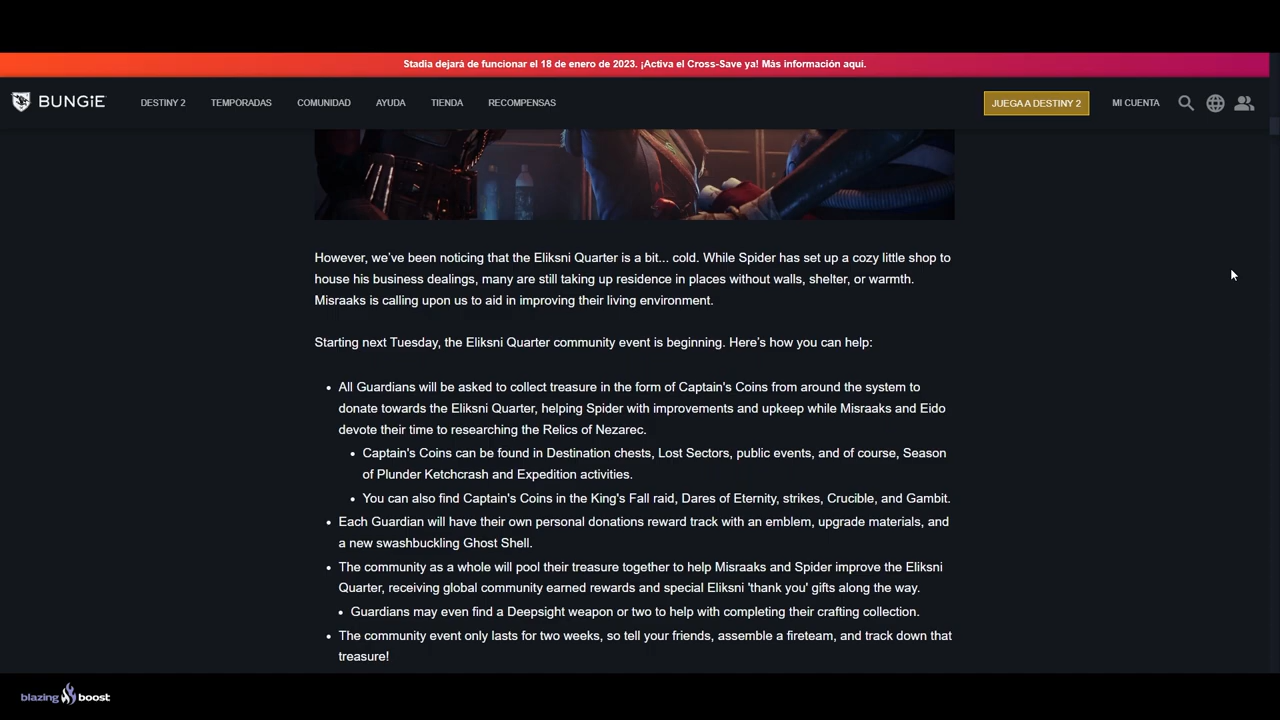 Stadia dejará de funcionar el 18 de enero de 2023. ¡Activa el Cross-Save ya! Más información aquí.
BUNGiE DESTINY 2 TEMPORADAS COMUNIDAD AYUDA TIENDA RECOMPENSAS JUEGA A DESTINY 2 MI CUENTA
However, we've been noticing that the Eliksni Quarter is a bit... cold. While Spider has set up a cozy little shop to
house his business dealings, many are still taking up residence in places without walls, shelter, or warmth.
Misraaks is calling upon us to aid in improving their living environment.
Starting next Tuesday, the Eliksni Quarter community event is beginning. Here's how you can help:
• All Guardians will be asked to collect treasure in the form of Captain's Coins from around the system to
donate towards the Eliksni Quarter, helping Spider with improvements and upkeep while Misraaks and Eido
devote their time to researching the Relics of Nezarec.
• Captain's Coins can be found in Destination chests, Lost Sectors, public events, and of course, Season
of Plunder Ketchcrash and Expedition activities.
• You can also find Captain's Coins in the King's Fall raid, Dares of Eternity, strikes, Crucible, and Gambit.
• Each Guardian will have their own personal donations reward track with an emblem, upgrade materials, and
a new swashbuckling Ghost Shell.
• The community as a whole will pool their treasure together to help Misraaks and Spider improve the Eliksni
Quarter, receiving global community earned rewards and special Eliksni 'thank you' gifts along the way.
• Guardians may even find a Deepsight weapon or two to help with completing their crafting collection.
• The community event only lasts for two weeks, so tell your friends, assemble a fireteam, and track down that
treasure!
blazing boost